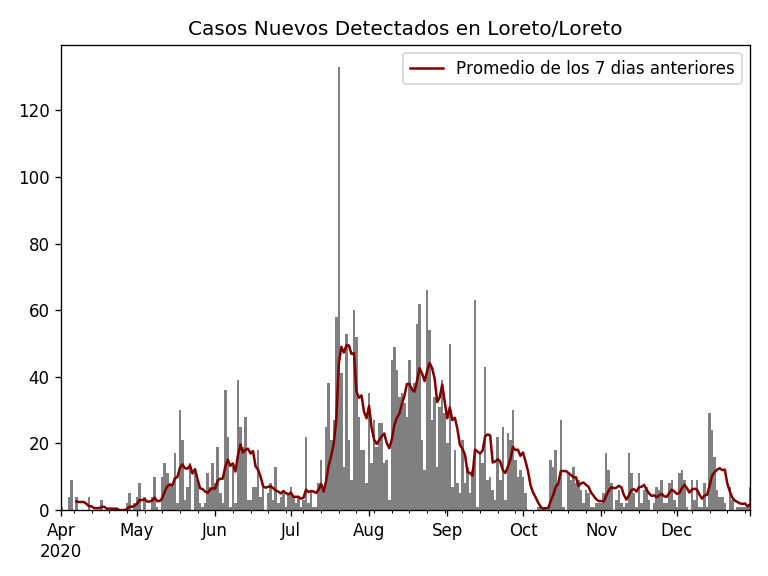 Casos Nuevos Detectados en Loreto/Loreto
Promedio de los 7 dias anteriores
120
100
80
60
40
20
0
Apr May Jun Jul Aug Sep Oct Nov Dec
2020